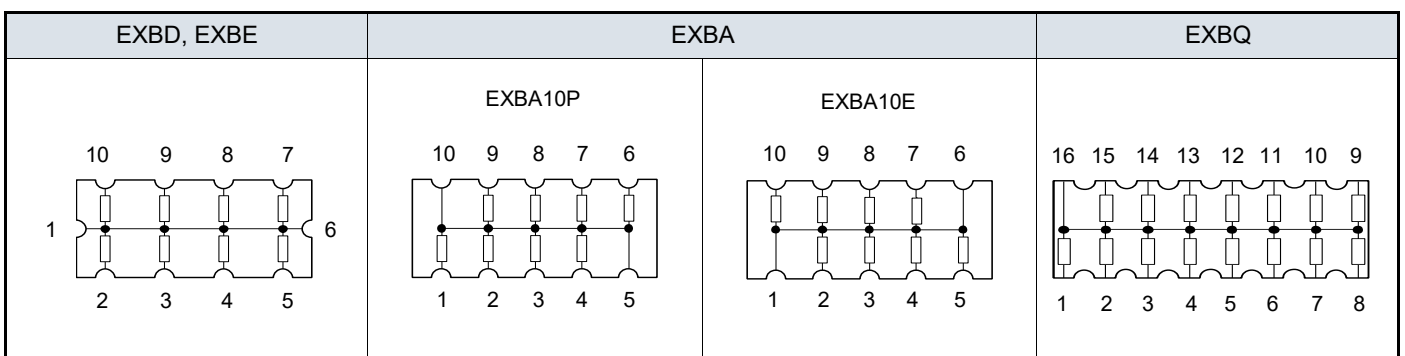 EXBD, EXBE EXBA EXBQ
EXBA10P EXBA10E
10 9 8 7 10 9 8 7 6 10 9 8 7 6 16 15 14 13 12 11 10 9
1 6
2 3 4 5 1 2 3 4 5 1 2 3 4 5 1 2 3 4 5 6 7 8